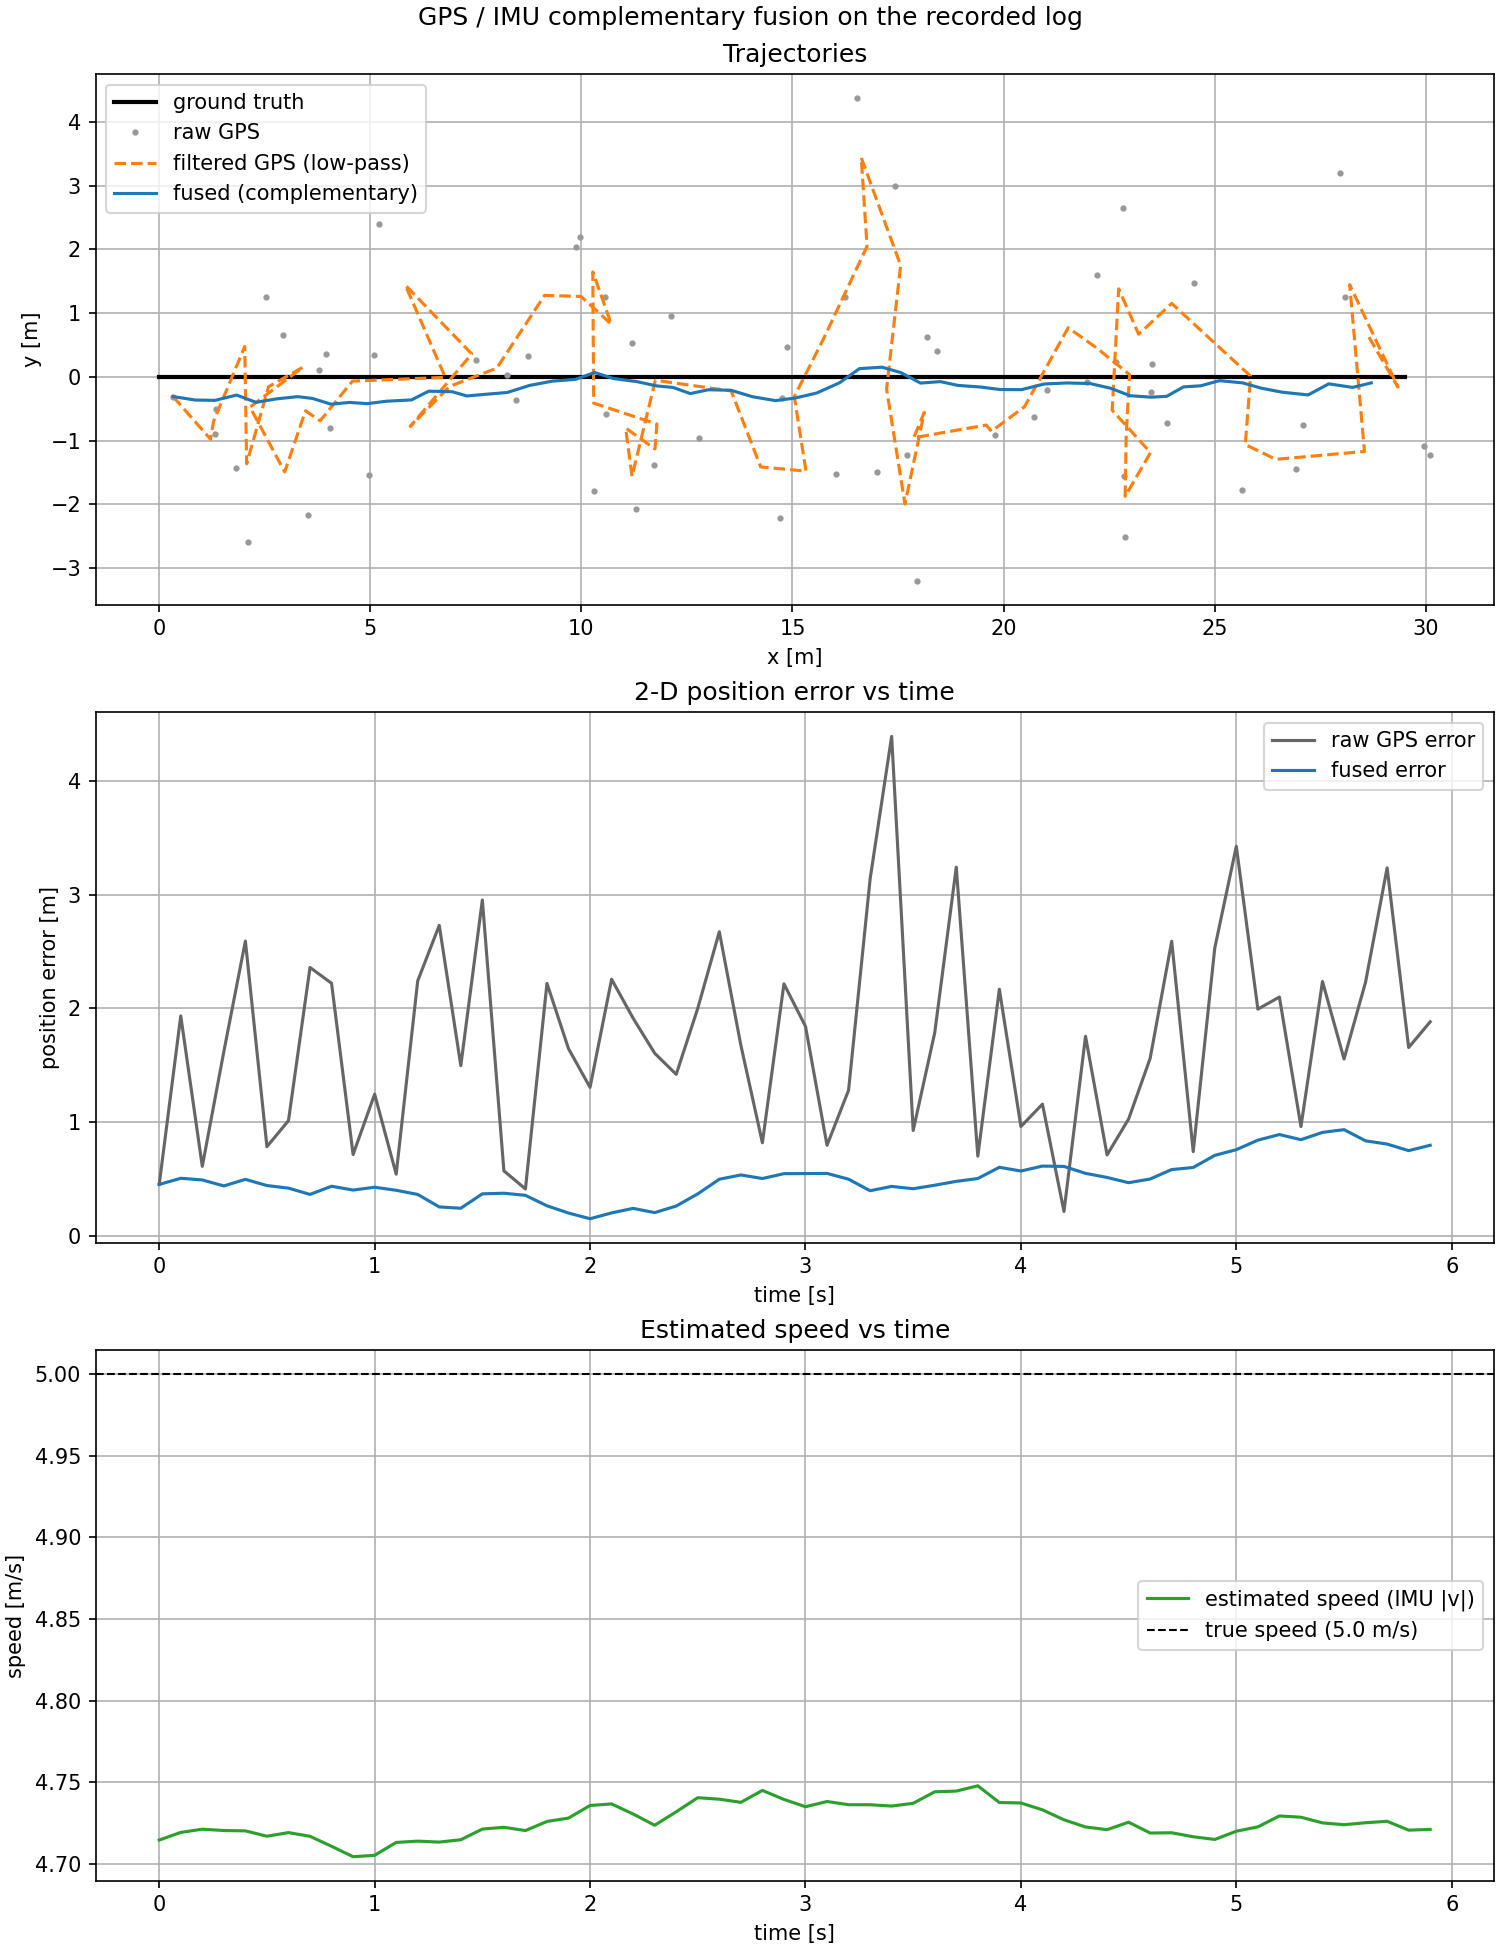 GPS / IMU complementary fusion on the recorded log
Trajectories
ground truth
raw GPS
filtered GPS (low-pass)
fused (complementary)
y [m]
4
3
2
1
0
−1
−2
−3
0 5 10 15 20 25 30
x [m]
2-D position error vs time
raw GPS error
fused error
position error [m]
4
3
2
1
0
0 1 2 3 4 5 6
time [s]
Estimated speed vs time
estimated speed (IMU |v|)
true speed (5.0 m/s)
speed [m/s]
5.00
4.95
4.90
4.85
4.80
4.75
4.70
0 1 2 3 4 5 6
time [s]